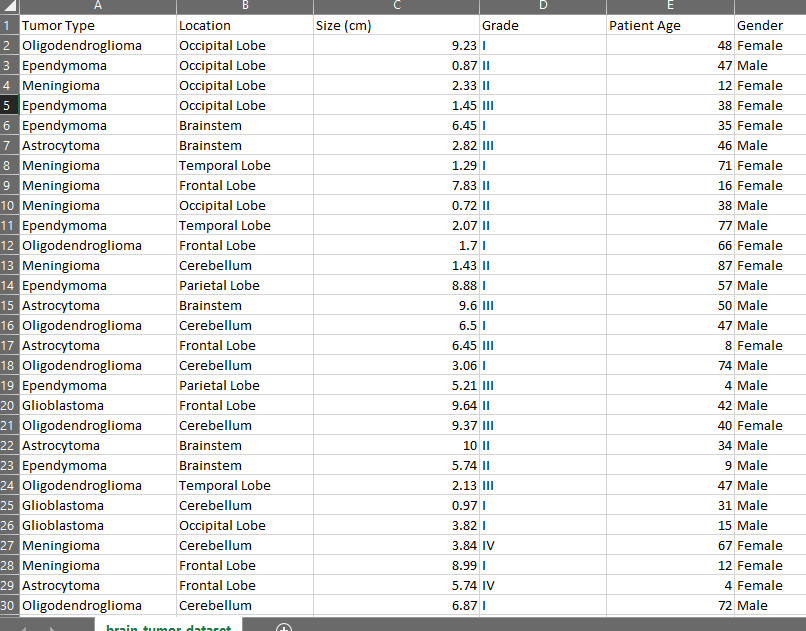 A B C D E
1 Tumor Type Location Size (cm) Grade Patient Age Gender
2 Oligodendroglioma Occipital Lobe 9.23 I 48 Female
3 Ependymoma Occipital Lobe 0.87 II 47 Male
4 Meningioma Occipital Lobe 2.33 II 12 Female
5 Ependymoma Occipital Lobe 1.45 III 38 Female
6 Ependymoma Brainstem 6.45 I 35 Female
7 Astrocytoma Brainstem 2.82 III 46 Male
8 Meningioma Temporal Lobe 1.29 I 71 Female
9 Meningioma Frontal Lobe 7.83 II 16 Female
10 Meningioma Occipital Lobe 0.72 II 38 Male
11 Ependymoma Temporal Lobe 2.07 II 77 Male
12 Oligodendroglioma Frontal Lobe 1.7 I 66 Female
13 Meningioma Cerebellum 1.43 II 87 Female
14 Ependymoma Parietal Lobe 8.88 I 57 Male
15 Astrocytoma Brainstem 9.6 III 50 Male
16 Oligodendroglioma Cerebellum 6.5 I 47 Male
17 Astrocytoma Frontal Lobe 6.45 III 8 Female
18 Oligodendroglioma Cerebellum 3.06 I 74 Male
19 Ependymoma Parietal Lobe 5.21 III 4 Male
20 Glioblastoma Frontal Lobe 9.64 II 42 Male
21 Oligodendroglioma Cerebellum 9.37 III 40 Female
22 Astrocytoma Brainstem 10 II 34 Male
23 Ependymoma Brainstem 5.74 II 9 Male
24 Oligodendroglioma Temporal Lobe 2.13 III 47 Male
25 Glioblastoma Cerebellum 0.97 I 31 Male
26 Glioblastoma Occipital Lobe 3.82 I 15 Male
27 Meningioma Cerebellum 3.84 IV 67 Female
28 Meningioma Frontal Lobe 8.99 I 12 Female
29 Astrocytoma Frontal Lobe 5.74 IV 4 Female
30 Oligodendroglioma Cerebellum 6.87 I 72 Male
brain_tumor_dataset